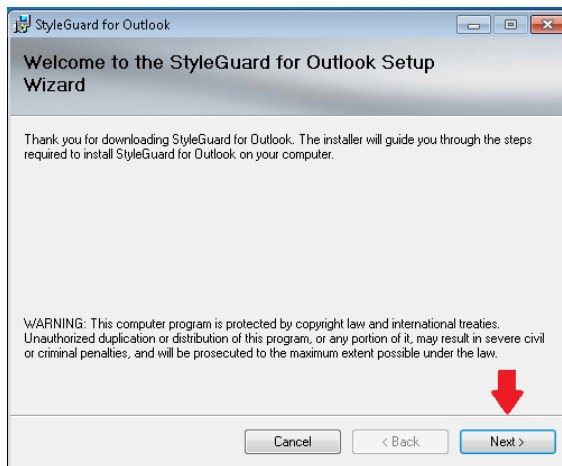 StyleGuard for Outlook
Welcome to the StyleGuard for Outlook Setup
Wizard
Thank you for downloading StyleGuard for Outlook. The installer will guide you through the steps
required to install StyleGuard for Outlook on your computer.
WARNING: This computer program is protected by copyright law and international treaties.
Unauthorized duplication or distribution of this program, or any portion of it, may result in severe civil
or criminal penalties, and will be prosecuted to the maximum extent possible under the law.
Cancel
< Back
Next >